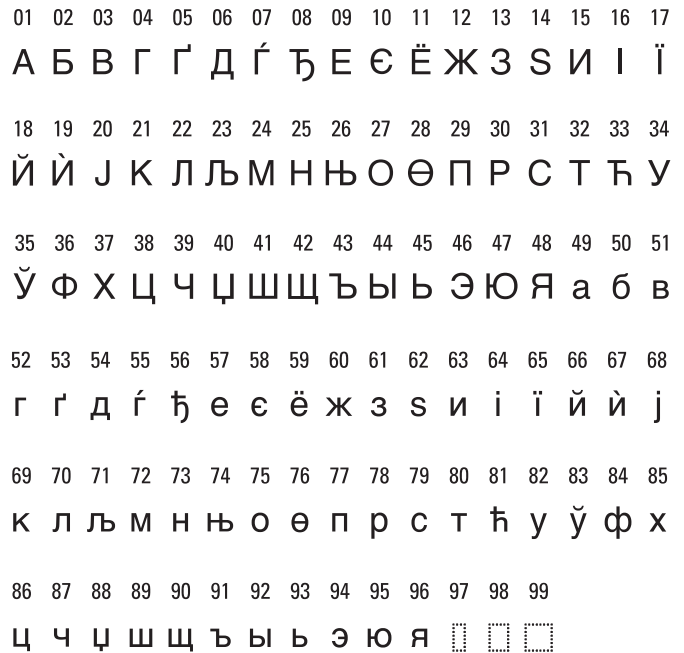 01 02 03 04 05 06 07 08 09 10 11 12 13 14 15 16 17
А Б В Г Ґ Д Ѓ Ђ Е Є Ё Ж З Ѕ И І Ї
18 19 20 21 22 23 24 25 26 27 28 29 30 31 32 33 34
Й Ѝ Ј К Л Љ М Н Њ О Ѳ П Р С Т Ћ У
35 36 37 38 39 40 41 42 43 44 45 46 47 48 49 50 51
Ў Ф Х Ц Ч Џ Ш Щ Ъ Ы Ь Э Ю Я а б в
52 53 54 55 56 57 58 59 60 61 62 63 64 65 66 67 68
г ґ д ѓ ђ е є ё ж з ѕ и і ї й ѝ ј
69 70 71 72 73 74 75 76 77 78 79 80 81 82 83 84 85
к л љ м н њ о ѳ п р с т ћ у ў ф х
86 87 88 89 90 91 92 93 94 95 96 97 98 99
ц ч џ ш щ ъ ы ь э ю я